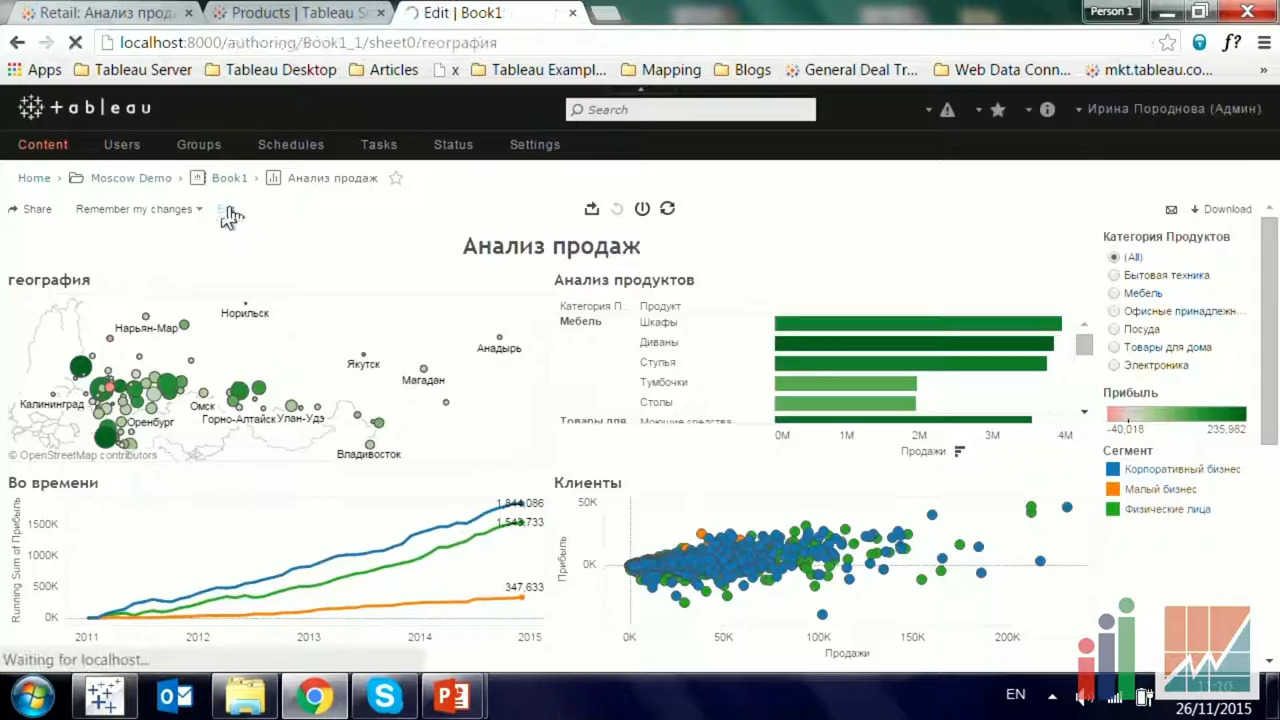 Retail: Анализ прод
Products | Tableau S
Edit | Book1
Person 1
localhost:8000/authoring/Book1_1/sheet0/география
Apps
Tableau Server
Tableau Desktop
Articles
x
Tableau Exampl...
Mapping
Blogs
General Deal Tr...
Web Data Conn...
mkt.tableau.co...
»
+ableau
Search
Ирина Породнова (Админ)
Content
Users
Groups
Schedules
Tasks
Status
Settings
Home
Moscow Demo
Book1
Анализ продаж
Share
Remember my changes
Download
Анализ продаж
география
Норильск
Нарьян-Мар
Анадырь
Якутск
Магадан
Калининград
Омск
Оренбург
Горно-Алтайск
Улан-Удэ
Владивосток
© OpenStreetMap contributors
Анализ продуктов
Категория П..
Продукт
Мебель
Шкафы
Диваны
Стулья
Тумбочки
Столы
Товары для
Моющие средства
0M
1M
2M
3M
4M
Продажи
Категория Продуктов
(All)
Бытовая техника
Мебель
Офисные принадлежн...
Посуда
Товары для дома
Электроника
Прибыль
-40,018
235,982
Сегмент
Корпоративный бизнес
Малый бизнес
Физические лица
Во времени
Running Sum of Прибыль
1500K
1000K
500K
0K
1,844,086
1,543,733
347,633
2011
2012
2013
2014
2015
Клиенты
Прибыль
50K
0K
0K
50K
100K
150K
200K
Продажи
Waiting for localhost...
EN
11:10
26/11/2015